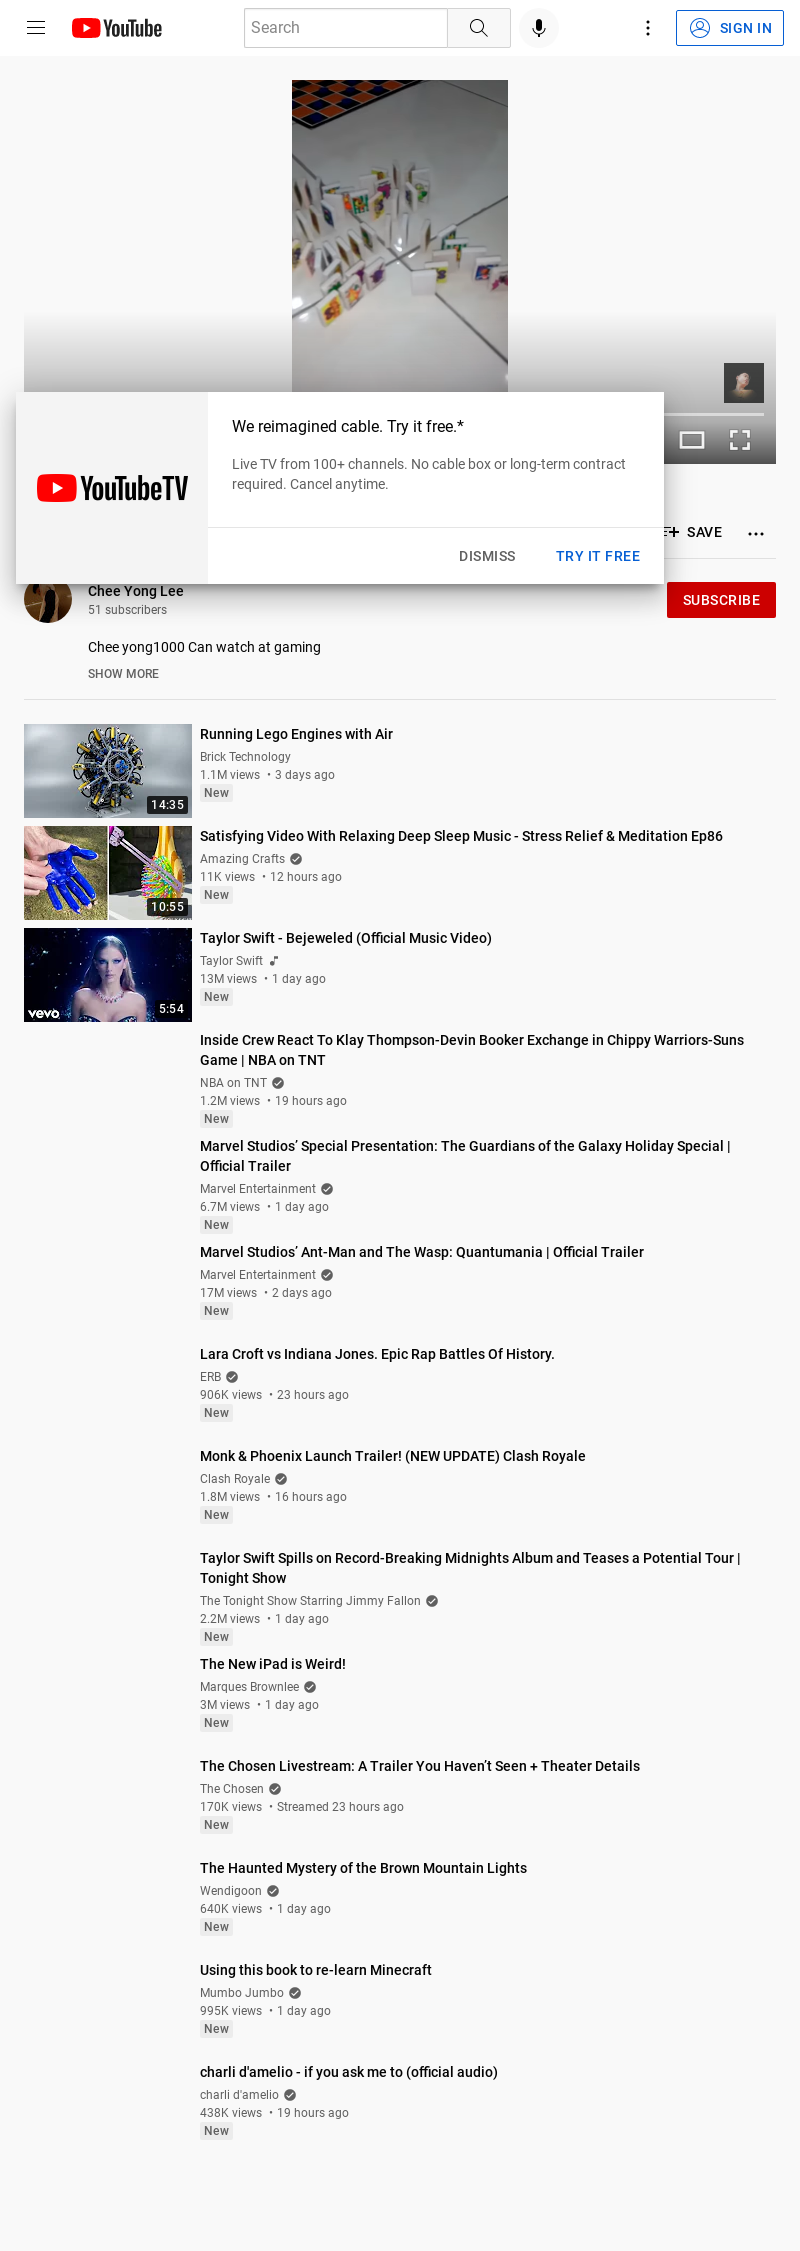 YouTube
Search
SIGN IN
We reimagined cable. Try it free.*
YouTubeTV
Live TV from 100+ channels. No cable box or long-term contract
required. Cancel anytime.
DISMISS
TRY IT FREE
SAVE
Chee Yong Lee
51 subscribers
SUBSCRIBE
Chee yong1000 Can watch at gaming
SHOW MORE
14:35
Running Lego Engines with Air
Brick Technology
1.1M views • 3 days ago
New
10:55
Satisfying Video With Relaxing Deep Sleep Music - Stress Relief & Meditation Ep86
Amazing Crafts
11K views • 12 hours ago
New
vevo
5:54
Taylor Swift - Bejeweled (Official Music Video)
Taylor Swift
13M views • 1 day ago
New
Inside Crew React To Klay Thompson-Devin Booker Exchange in Chippy Warriors-Suns
Game | NBA on TNT
NBA on TNT
1.2M views • 19 hours ago
New
Marvel Studios’ Special Presentation: The Guardians of the Galaxy Holiday Special |
Official Trailer
Marvel Entertainment
6.7M views • 1 day ago
New
Marvel Studios’ Ant-Man and The Wasp: Quantumania | Official Trailer
Marvel Entertainment
17M views • 2 days ago
New
Lara Croft vs Indiana Jones. Epic Rap Battles Of History.
ERB
906K views • 23 hours ago
New
Monk & Phoenix Launch Trailer! (NEW UPDATE) Clash Royale
Clash Royale
1.8M views • 16 hours ago
New
Taylor Swift Spills on Record-Breaking Midnights Album and Teases a Potential Tour |
Tonight Show
The Tonight Show Starring Jimmy Fallon
2.2M views • 1 day ago
New
The New iPad is Weird!
Marques Brownlee
3M views • 1 day ago
New
The Chosen Livestream: A Trailer You Haven’t Seen + Theater Details
The Chosen
170K views • Streamed 23 hours ago
New
The Haunted Mystery of the Brown Mountain Lights
Wendigoon
640K views • 1 day ago
New
Using this book to re-learn Minecraft
Mumbo Jumbo
995K views • 1 day ago
New
charli d'amelio - if you ask me to (official audio)
charli d'amelio
438K views • 19 hours ago
New